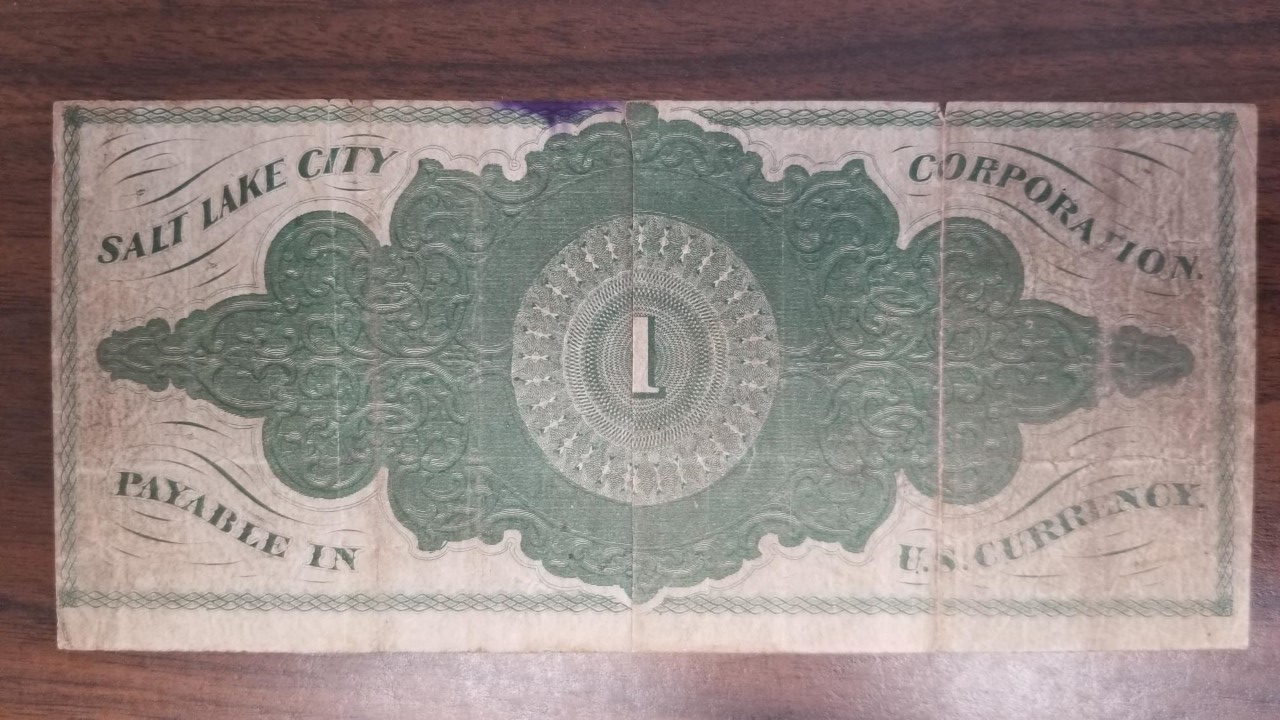 SALT LAKE CITY
CORPORATION.
1
PAYABLE IN
U.S. CURRENCY.